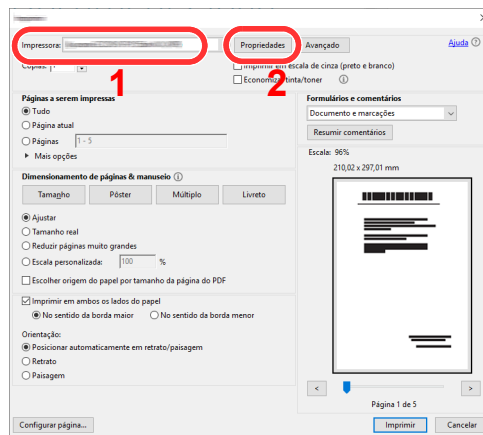 Impressora:
Propriedades
Avançado
Ajuda
1
2
Cópias: 1
Imprimir em escala de cinza (preto e branco)
Economizar tinta/toner
Páginas a serem impressas
Tudo
Página atual
Páginas 1 - 5
Mais opções
Formulários e comentários
Documento e marcações
Resumir comentários
Escala: 96%
210,02 x 297,01 mm
Dimensionamento de páginas & manuseio
Tamanho Pôster Múltiplo Livreto
Ajustar
Tamanho real
Reduzir páginas muito grandes
Escala personalizada: 100 %
Escolher origem do papel por tamanho da página do PDF
Imprimir em ambos os lados do papel
No sentido da borda maior No sentido da borda menor
Orientação:
Posicionar automaticamente em retrato/paisagem
Retrato
Paisagem
< >
Página 1 de 5
Configurar página...
Imprimir
Cancelar